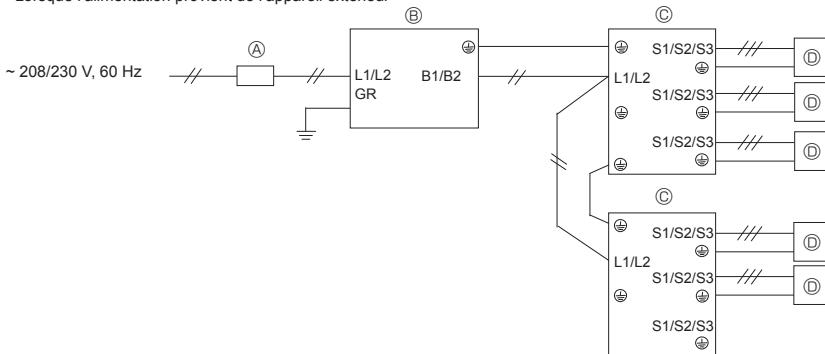 Lorsque l'alimentation provient de l'appareil extérieur
Ⓑ
Ⓒ
Ⓐ
~ 208/230 V, 60 Hz
L1/L2
GR
B1/B2
L1/L2
S1/S2/S3
Ⓓ
S1/S2/S3
Ⓓ
S1/S2/S3
Ⓓ
Ⓒ
L1/L2
S1/S2/S3
Ⓓ
S1/S2/S3
Ⓓ
S1/S2/S3